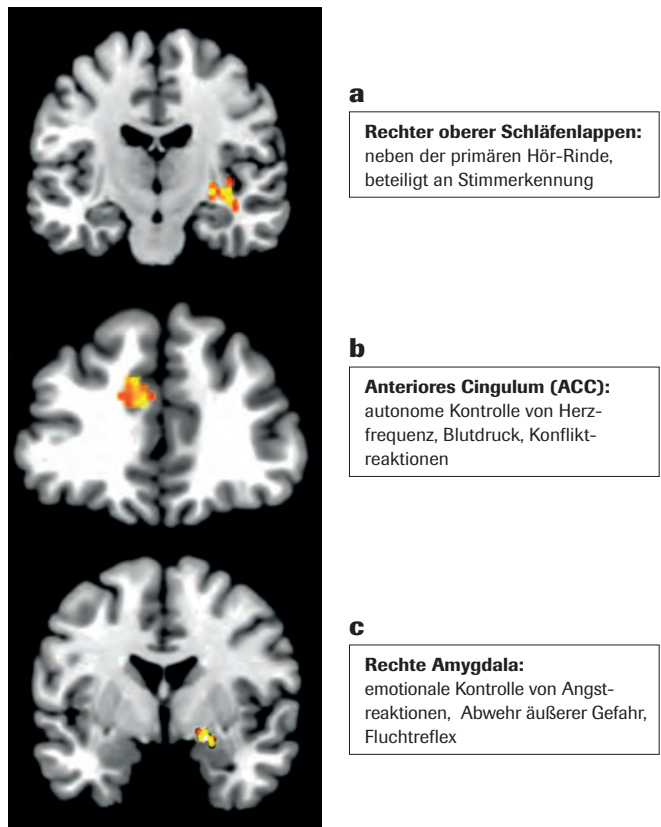 a
Rechter oberer Schläfenlappen:
neben der primären Hör-Rinde,
beteiligt an Stimmerkennung
b
Anteriores Cingulum (ACC):
autonome Kontrolle von Herz-
frequenz, Blutdruck, Konflikt-
reaktionen
c
Rechte Amygdala:
emotionale Kontrolle von Angst-
reaktionen, Abwehr äußerer Gefahr,
Fluchtreflex